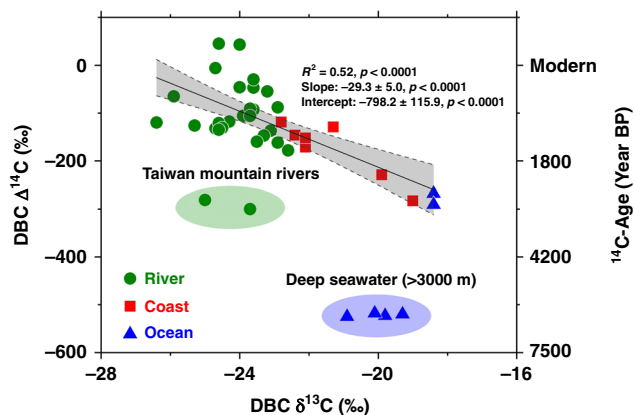 R² = 0.52, p < 0.0001
Slope: –29.3 ± 5.0, p < 0.0001
Intercept: –798.2 ± 115.9, p < 0.0001
Taiwan mountain rivers
Deep seawater (>3000 m)
River
Coast
Ocean
0
–200
–400
–600
DBC Δ¹⁴C (‰)
Modern
1800
4200
7500
¹⁴C-Age (Year BP)
–28
–24
–20
–16
DBC δ¹³C (‰)